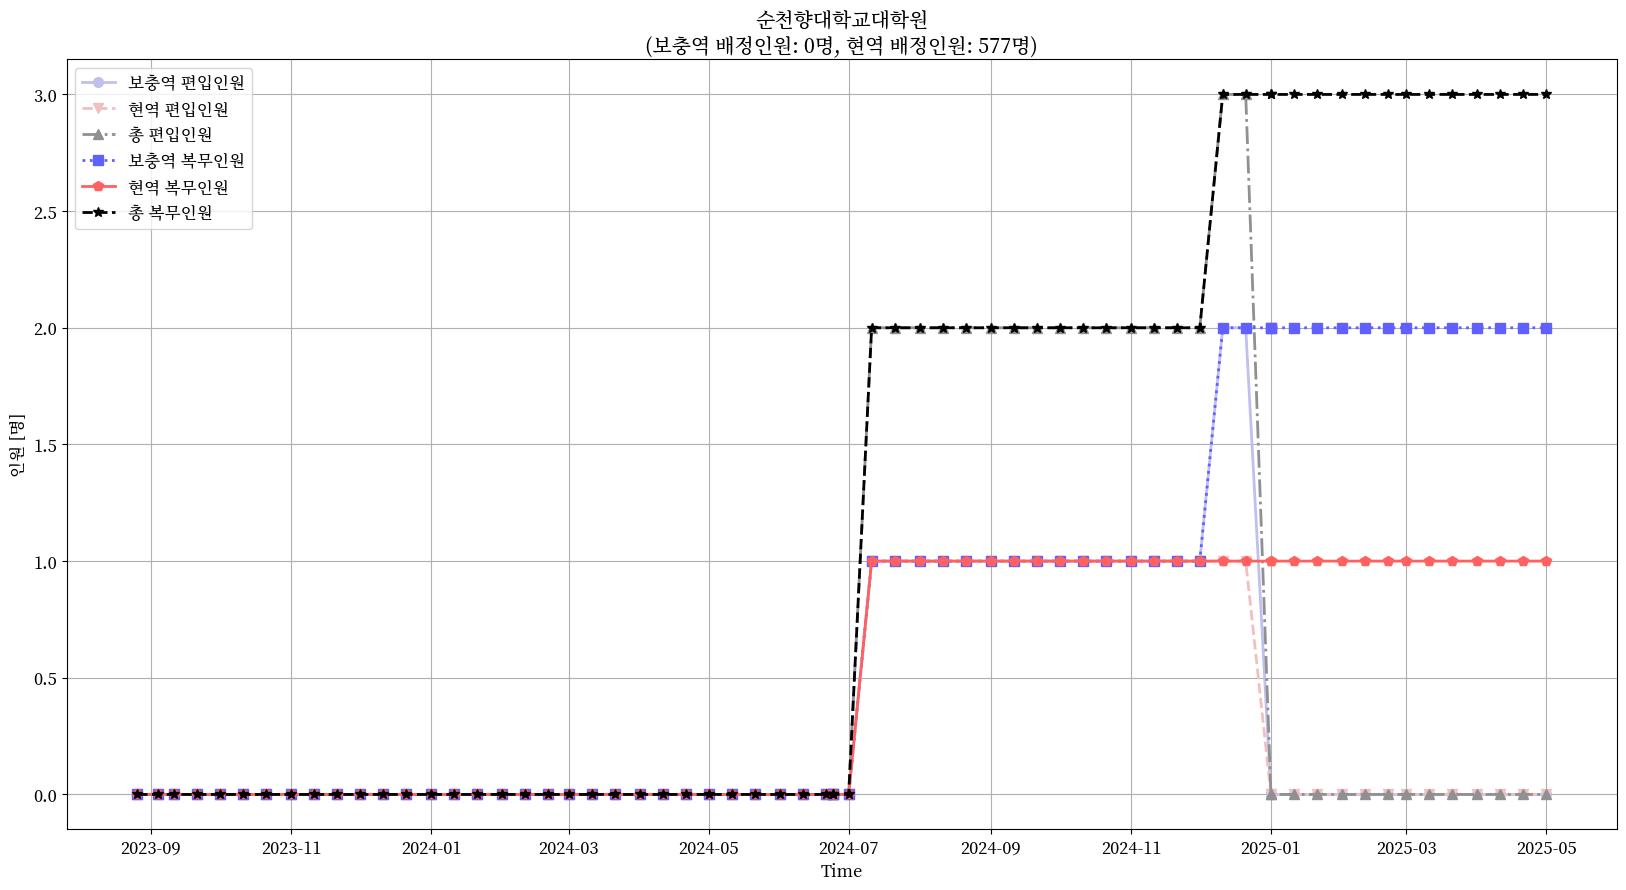 순천향대학교대학원
(보충역 배정인원: 0명, 현역 배정인원: 577명)
보충역 편입인원
현역 편입인원
총 편입인원
보충역 복무인원
현역 복무인원
총 복무인원
3.0
2.5
2.0
1.5
1.0
0.5
0.0
인원 [명]
2023-09 2023-11 2024-01 2024-03 2024-05 2024-07 2024-09 2024-11 2025-01 2025-03 2025-05
Time